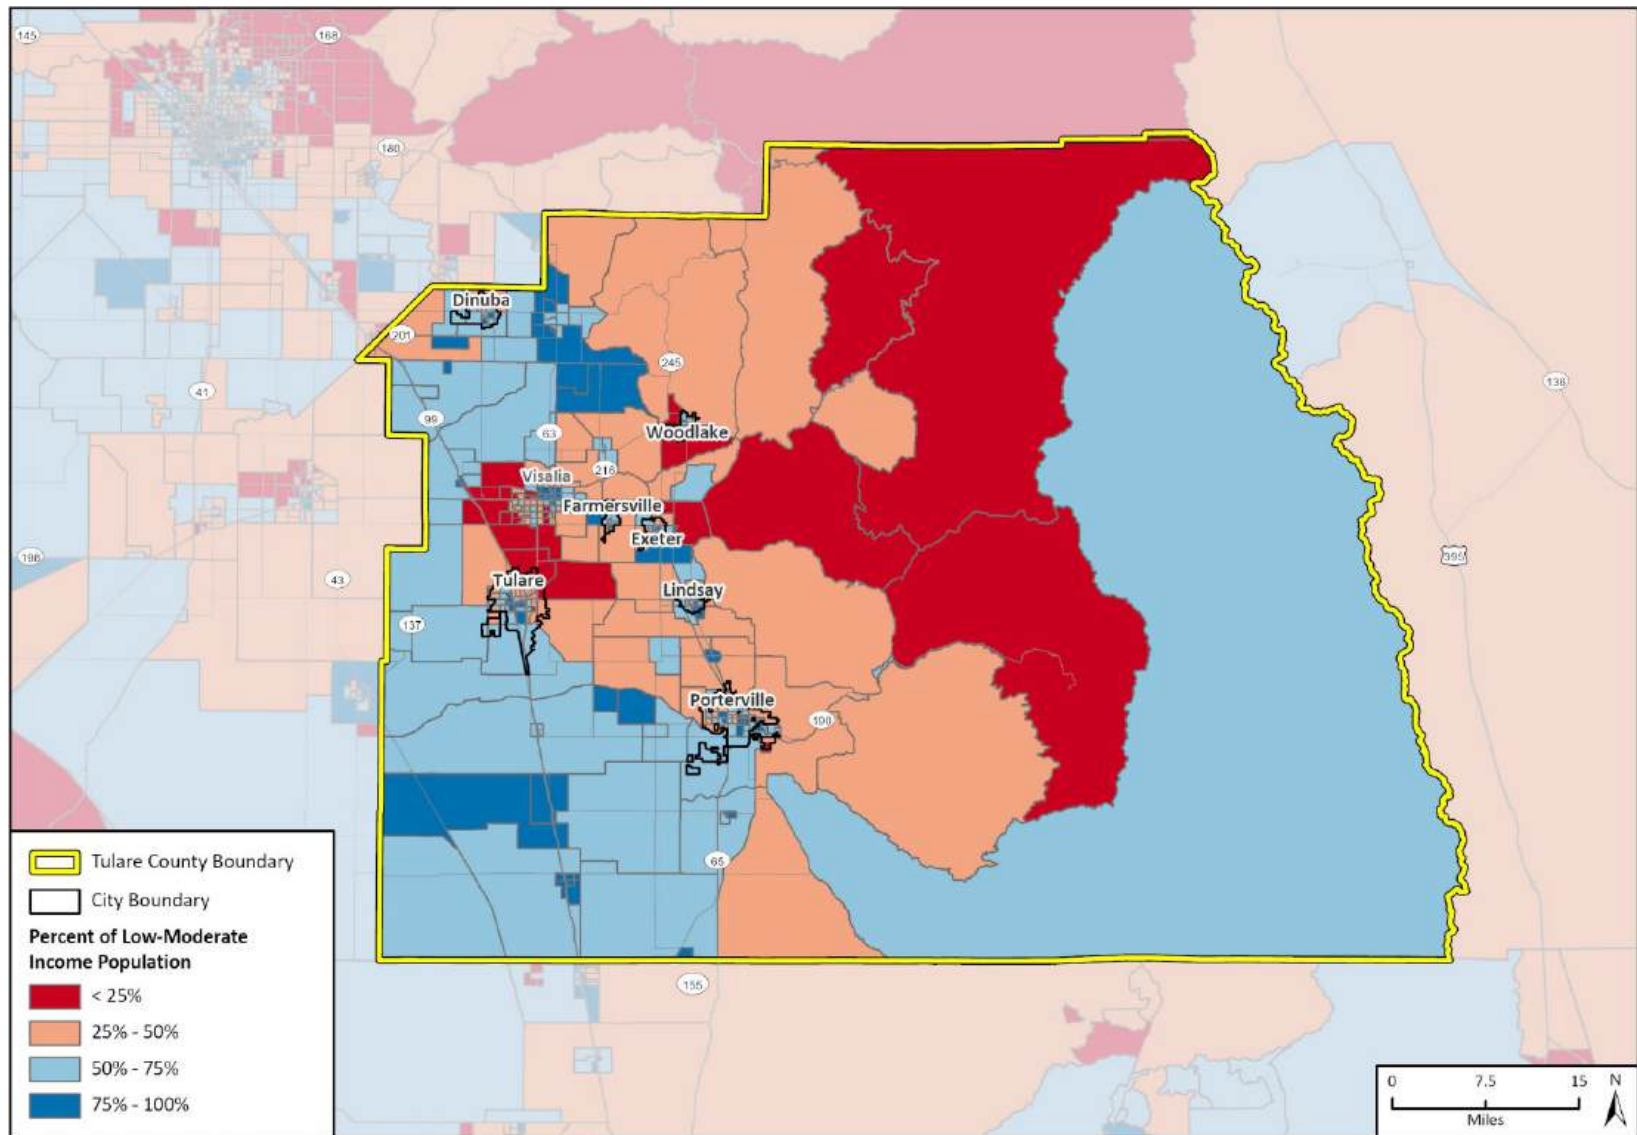 145
168
180
Dinuba
201
245
41
99
63
Woodlake
Visalia
216
Farmersville
Exeter
198
43
395
136
Tulare
Lindsay
137
Porterville
190
65
155
Tulare County Boundary
City Boundary
Percent of Low-Moderate
Income Population
< 25%
25% - 50%
50% - 75%
75% - 100%
0 7.5 15
Miles
N